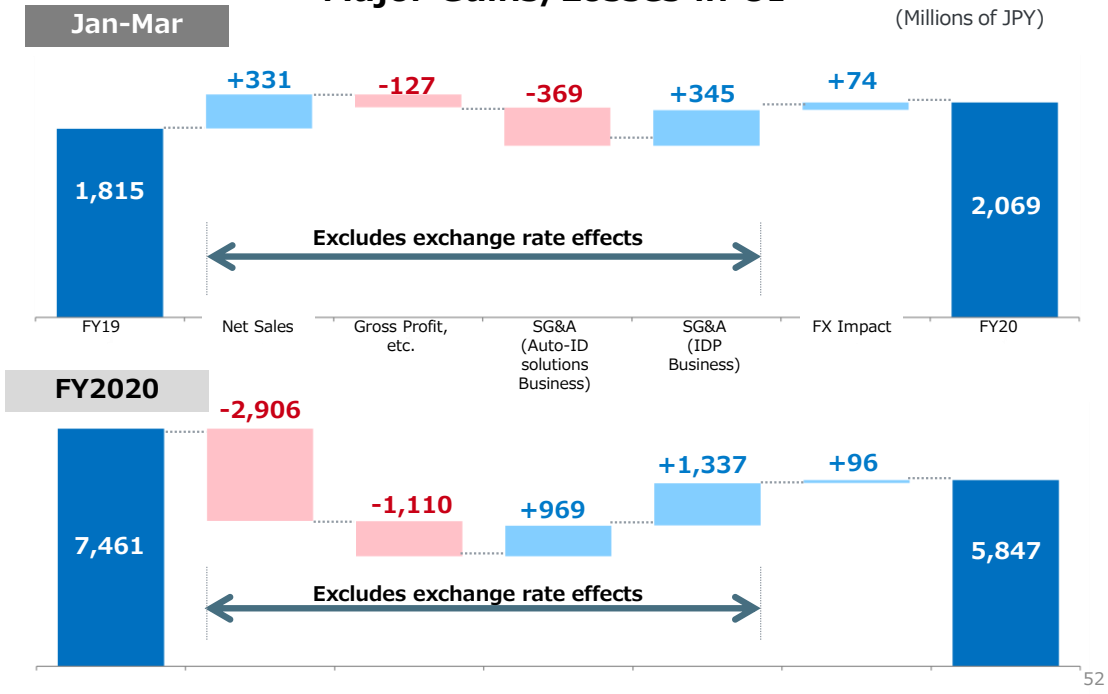 Jan-Mar
(Millions of JPY)
+331
-127
-369
+345
+74
1,815
2,069
Excludes exchange rate effects
FY19
Net Sales
Gross Profit,
etc.
SG&A
(Auto-ID
solutions
Business)
SG&A
(IDP
Business)
FX Impact
FY20
FY2020
-2,906
-1,110
+969
+1,337
+96
7,461
5,847
Excludes exchange rate effects
52